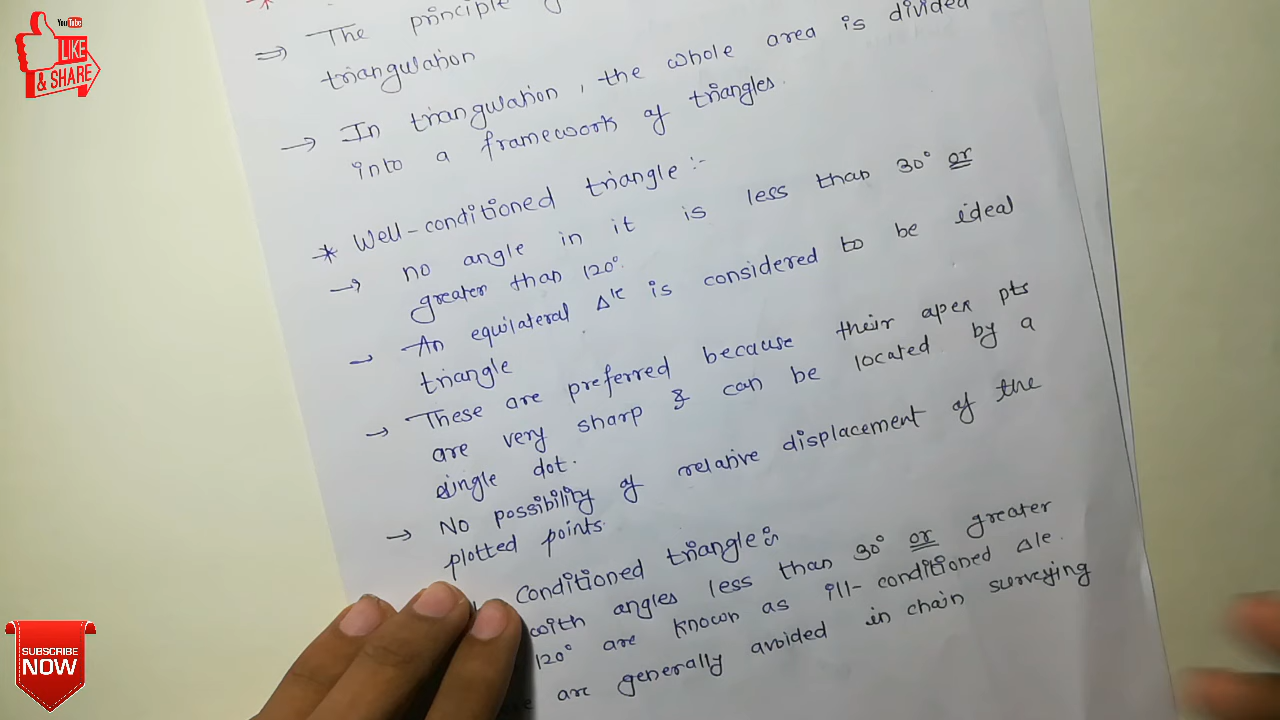 YouTube
LIKE
& SHARE
⇒ The principle
triangulation
→ In triangulation, the whole area is divided
into a framework of triangles.
* Well-conditioned triangle :-
→ no angle in it is less than 30° or
greater than 120°.
→ An equilateral Δle is considered to be ideal
triangle
→ These are preferred because their apex pts
are very sharp & can be located by a
single dot.
→ No possibility of relative displacement of the
plotted points.
Conditioned triangle :
with angles less than 30° or greater
120° are known as ill-conditioned Δle.
are generally avoided in chain surveying
SUBSCRIBE
NOW